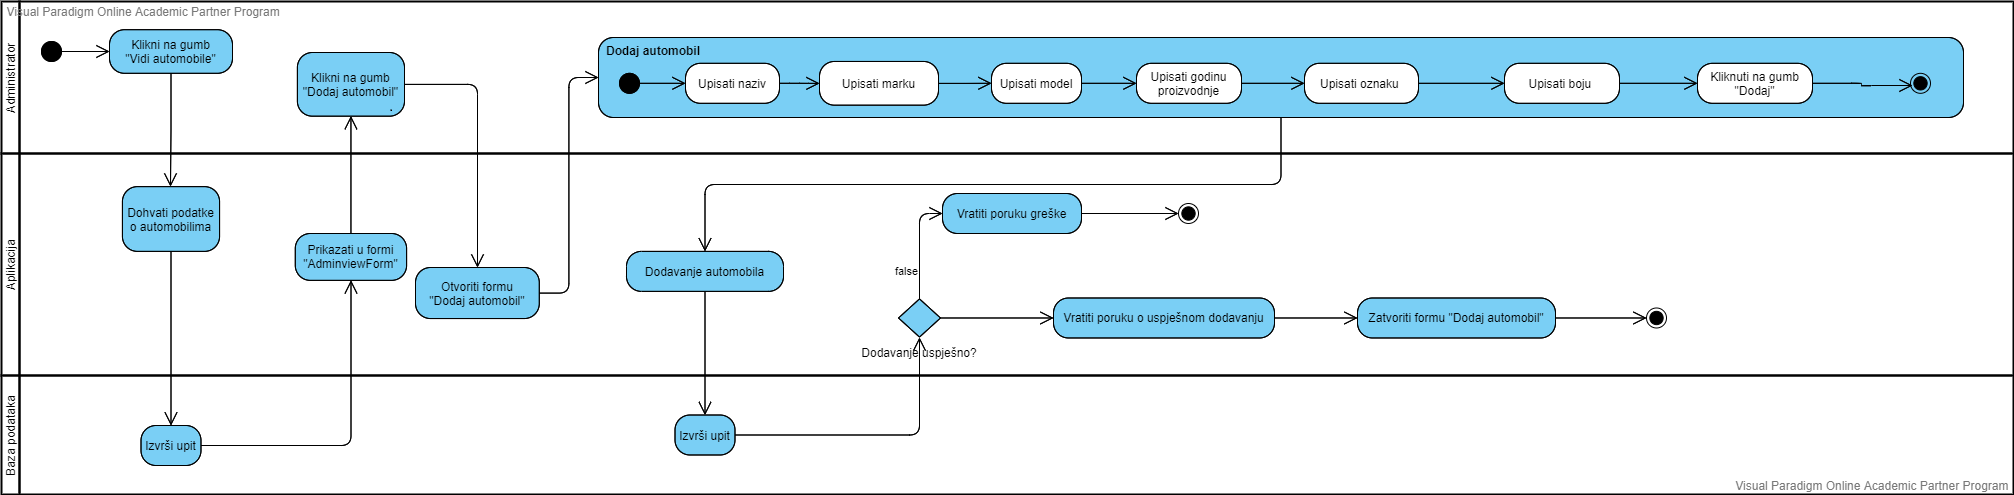 Visual Paradigm Online Academic Partner Program
Administrator
Klikni na gumb
"Vidi automobile"
Klikni na gumb
"Dodaj automobil"
.
Dodaj automobil
Upisati naziv
Upisati marku
Upisati model
Upisati godinu
proizvodnje
Upisati oznaku
Upisati boju
Kliknuti na gumb
"Dodaj"
Aplikacija
Dohvati podatke
o automobilima
Prikazati u formi
"AdminviewForm"
Otvoriti formu
"Dodaj automobil"
Dodavanje automobila
Vratiti poruku greške
false
Dodavanje uspješno?
Vratiti poruku o uspješnom dodavanju
Zatvoriti formu "Dodaj automobil"
Baza podataka
Izvrši upit
Izvrši upit
Visual Paradigm Online Academic Partner Program